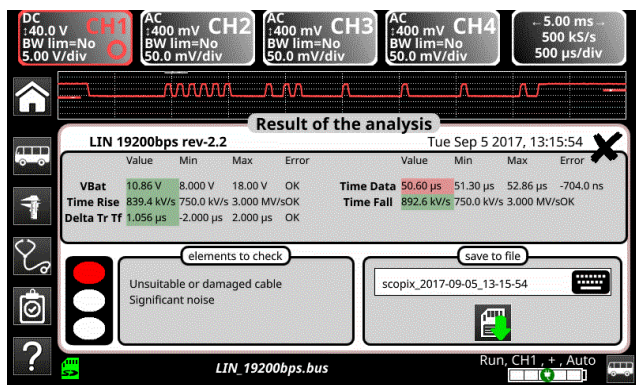 DC
↕40.0 V CH1
BW lim=No
5.00 V/div
AC
↕400 mV CH2
BW lim=No
50.0 mV/div
AC
↕400 mV CH3
BW lim=No
50.0 mV/div
AC
↕400 mV CH4
BW lim=No
50.0 mV/div
←5.00 ms→
500 kS/s
500 µs/div
Result of the analysis
LIN 19200bps rev-2.2 Tue Sep 5 2017, 13:15:54
Value Min Max Error Value Min Max Error
VBat 10.86 V 8.000 V 18.00 V OK Time Data 50.60 µs 51.30 µs 52.86 µs -704.0 ns
Time Rise 839.4 kV/s 750.0 kV/s 3.000 MV/sOK Time Fall 892.6 kV/s 750.0 kV/s 3.000 MV/sOK
Delta Tr Tf 1.056 µs -2.000 µs 2.000 µs OK
elements to check
Unsuitable or damaged cable
Significant noise
save to file
scopix_2017-09-05_13-15-54
?
LIN_19200bps.bus
Run, CH1 , + , Auto